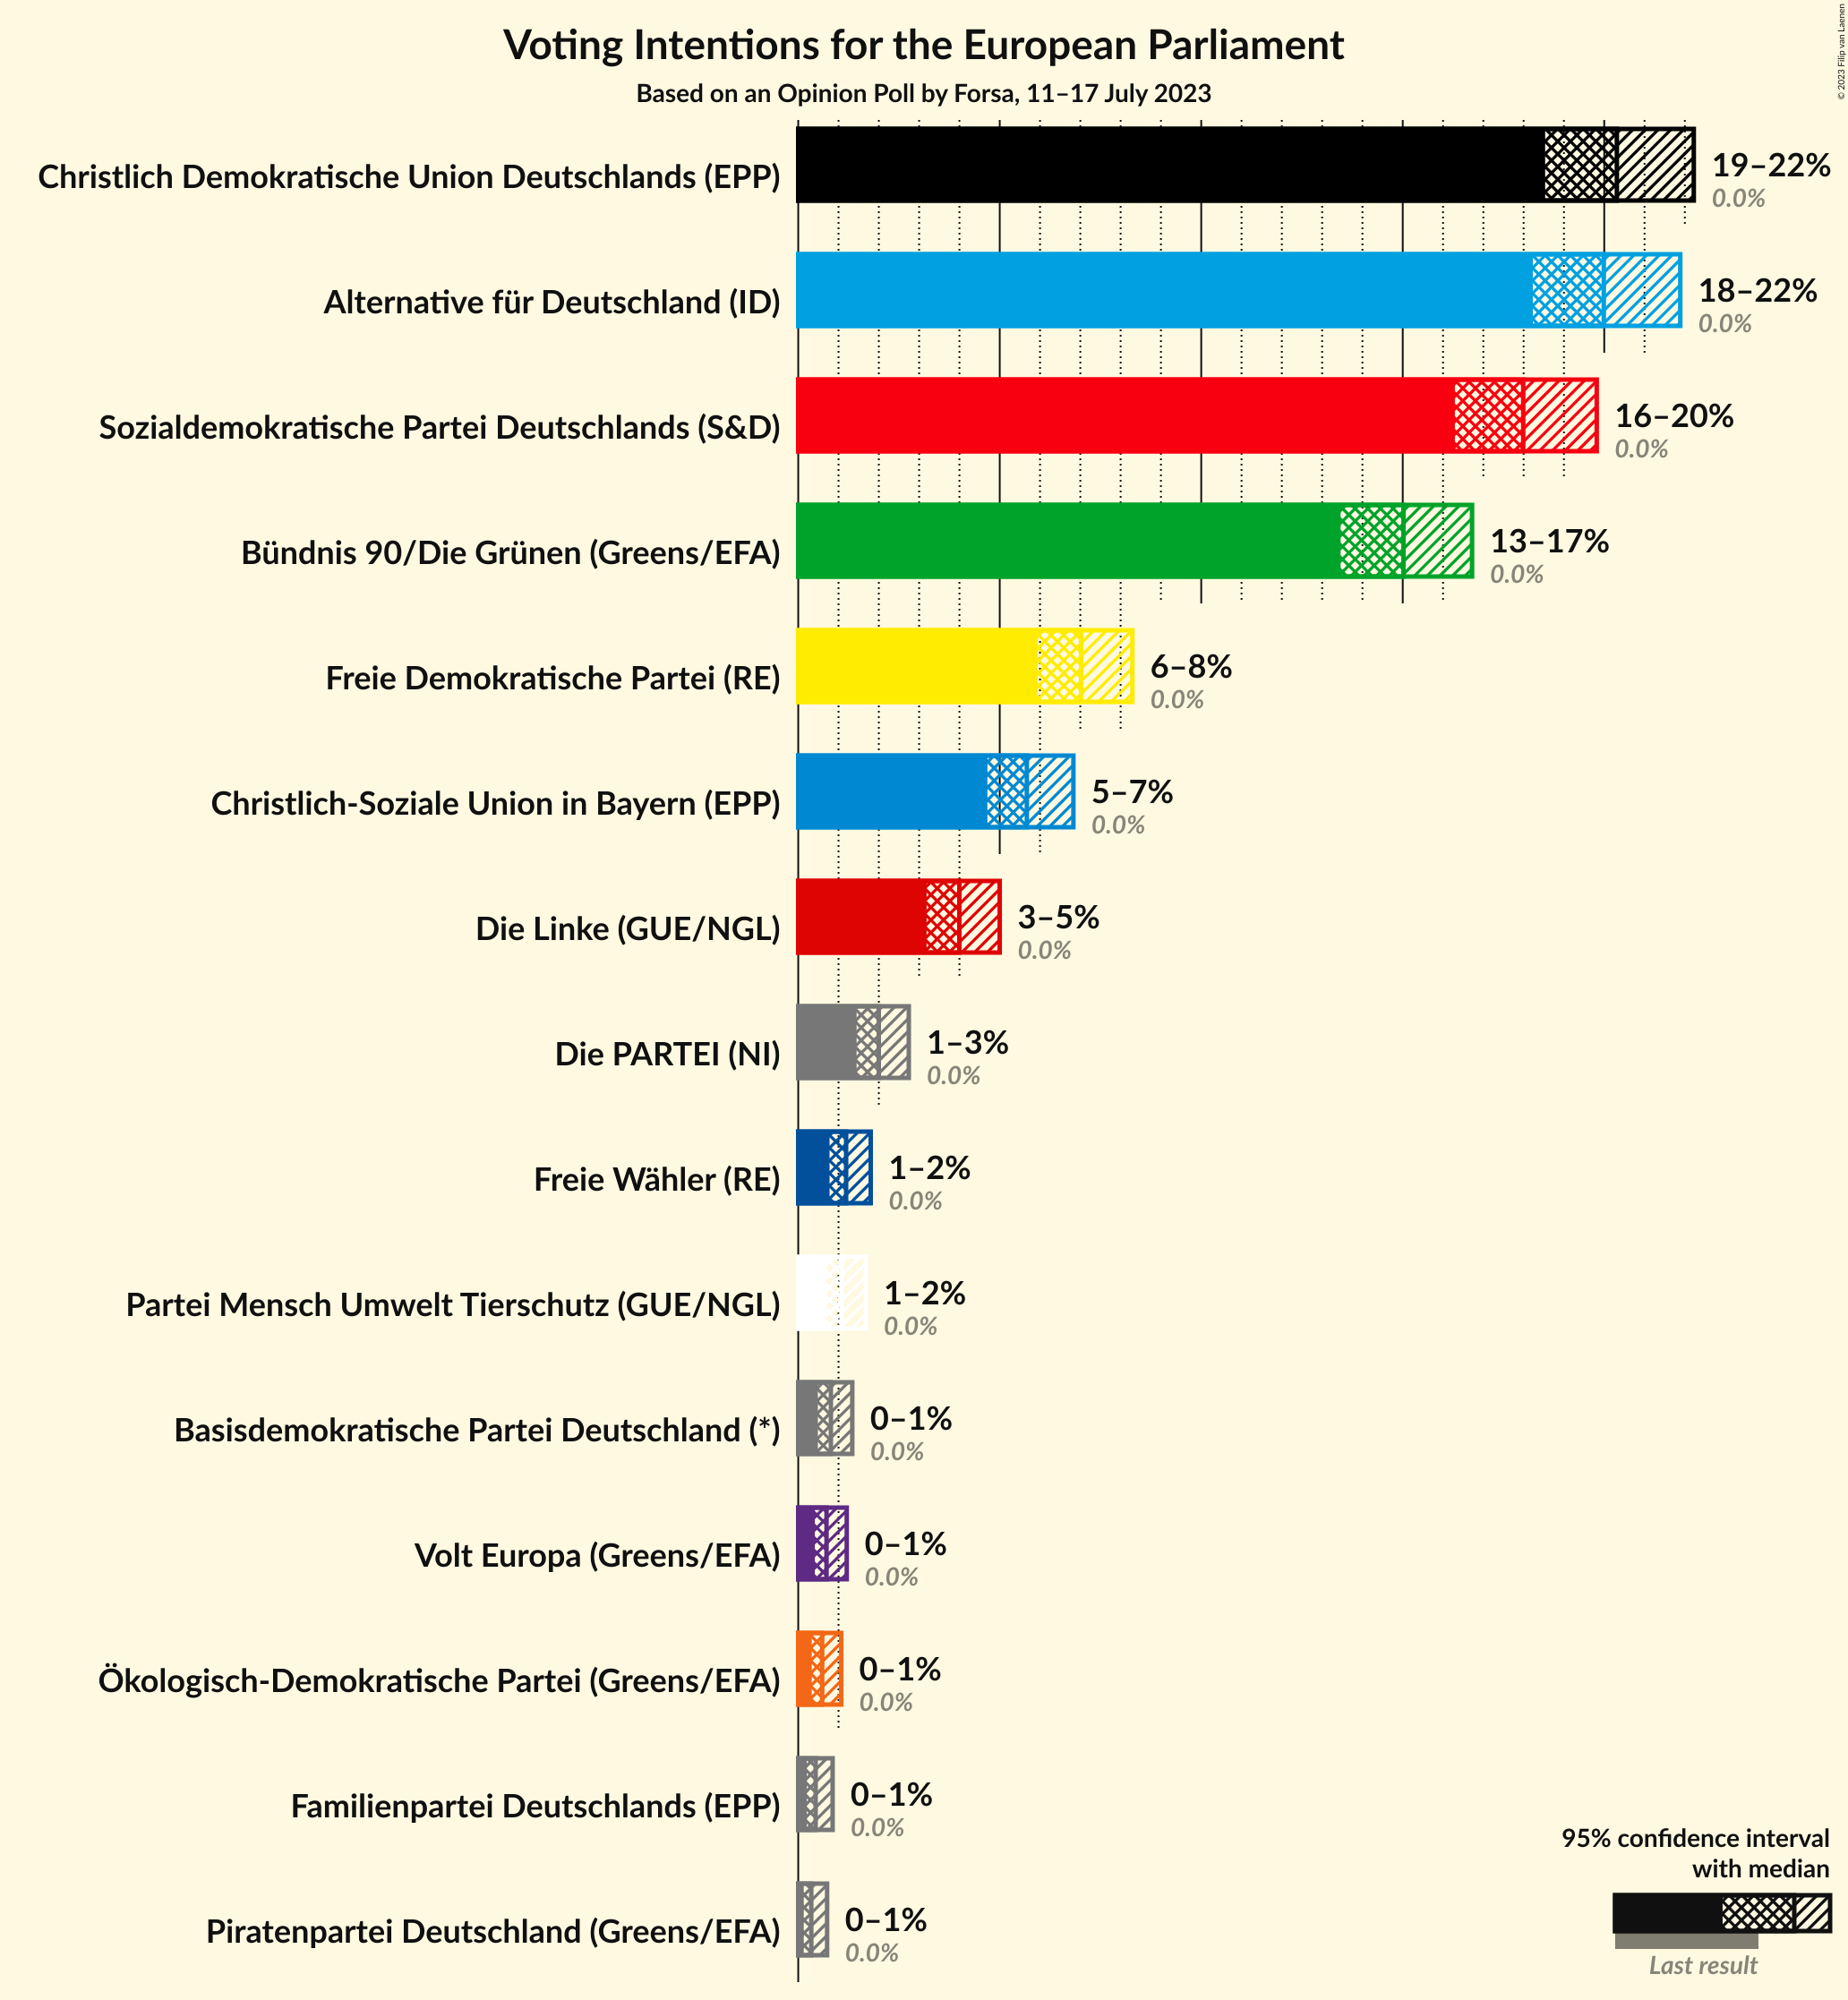 Voting Intentions for the European Parliament
Based on an Opinion Poll by Forsa, 11–17 July 2023
© 2023 Filip van Laenen
Christlich Demokratische Union Deutschlands (EPP)
19–22%
0.0%
Alternative für Deutschland (ID)
18–22%
0.0%
Sozialdemokratische Partei Deutschlands (S&D)
16–20%
0.0%
Bündnis 90/Die Grünen (Greens/EFA)
13–17%
0.0%
Freie Demokratische Partei (RE)
6–8%
0.0%
Christlich-Soziale Union in Bayern (EPP)
5–7%
0.0%
Die Linke (GUE/NGL)
3–5%
0.0%
Die PARTEI (NI)
1–3%
0.0%
Freie Wähler (RE)
1–2%
0.0%
Partei Mensch Umwelt Tierschutz (GUE/NGL)
1–2%
0.0%
Basisdemokratische Partei Deutschland (*)
0–1%
0.0%
Volt Europa (Greens/EFA)
0–1%
0.0%
Ökologisch-Demokratische Partei (Greens/EFA)
0–1%
0.0%
Familienpartei Deutschlands (EPP)
0–1%
0.0%
Piratenpartei Deutschland (Greens/EFA)
0–1%
0.0%
95% confidence interval
with median
Last result